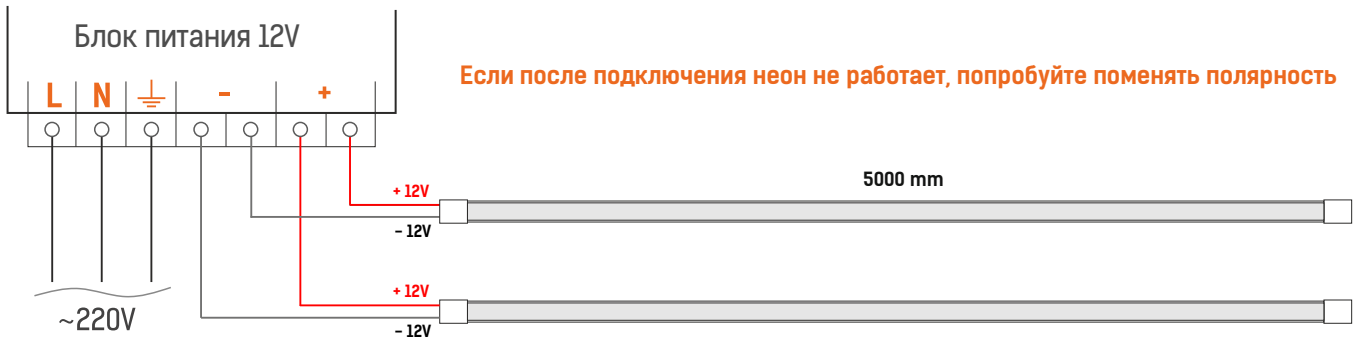 Блок питания 12V
Если после подключения неон не работает, попробуйте поменять полярность
L N - +
5000 mm
+ 12V
– 12V
+ 12V
– 12V
~220V